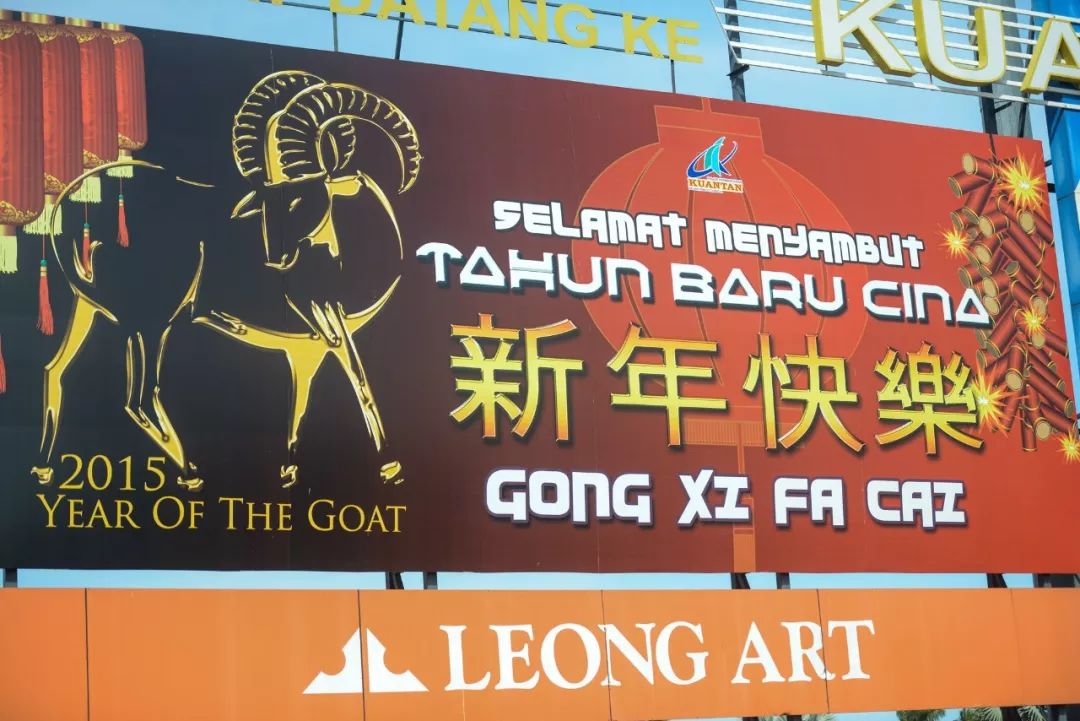 DATANG KE
KUA
KUANTAN
SELAMAT MENYAMBUT
TAHUN BARU CINA
新年快樂
GONG XI FA CAI
2015
YEAR OF THE GOAT
LEONG ART